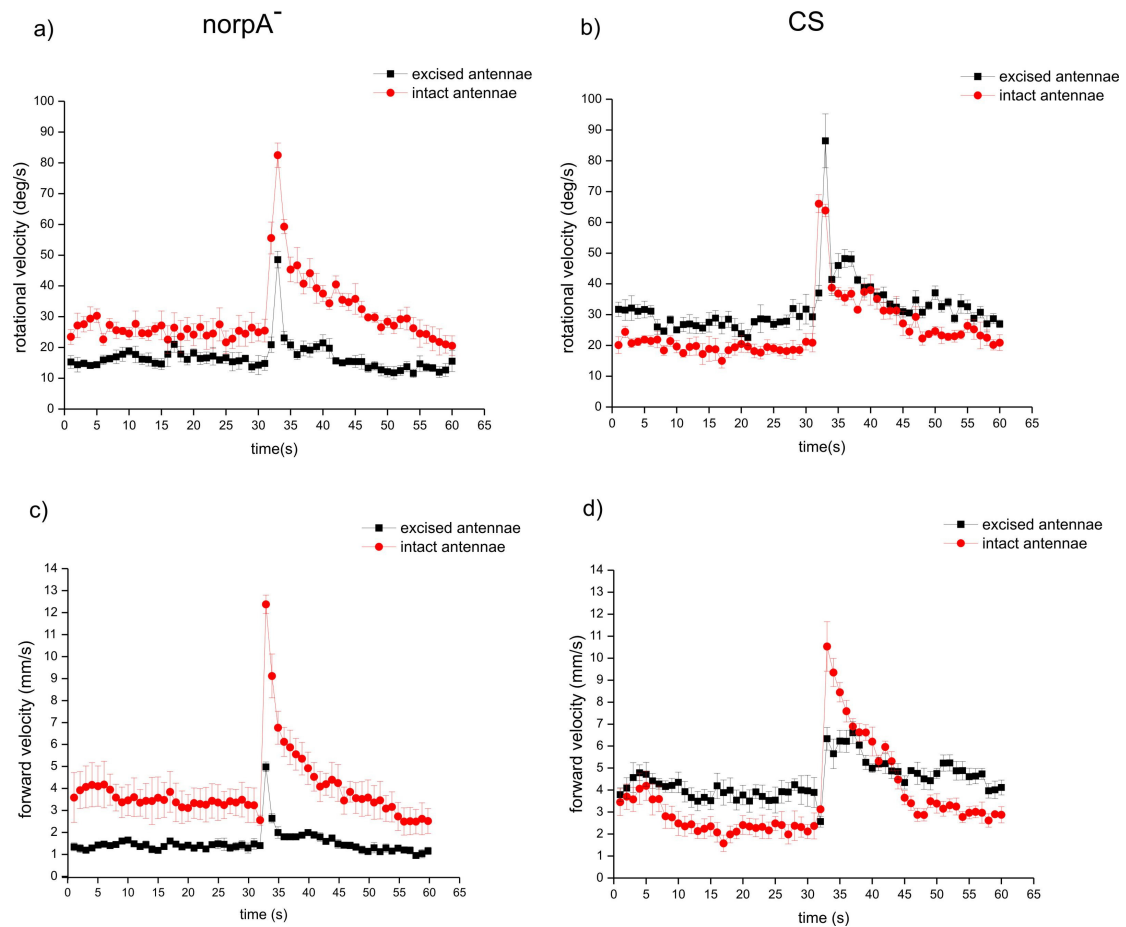 norpA⁻
CS
a)
excised antennae
intact antennae
rotational velocity (deg/s)
100
90
80
70
60
50
40
30
20
10
0
0 5 10 15 20 25 30 35 40 45 50 55 60 65
time(s)
b)
excised antennae
intact antennae
rotational velocity (deg/s)
100
90
80
70
60
50
40
30
20
10
0
0 5 10 15 20 25 30 35 40 45 50 55 60 65
time(s)
c)
excised antennae
intact antennae
forward velocity (mm/s)
14
13
12
11
10
9
8
7
6
5
4
3
2
1
0
0 5 10 15 20 25 30 35 40 45 50 55 60 65
time (s)
d)
excised antennae
intact antennae
forward velocity (mm/s)
14
13
12
11
10
9
8
7
6
5
4
3
2
1
0
0 5 10 15 20 25 30 35 40 45 50 55 60 65
time (s)